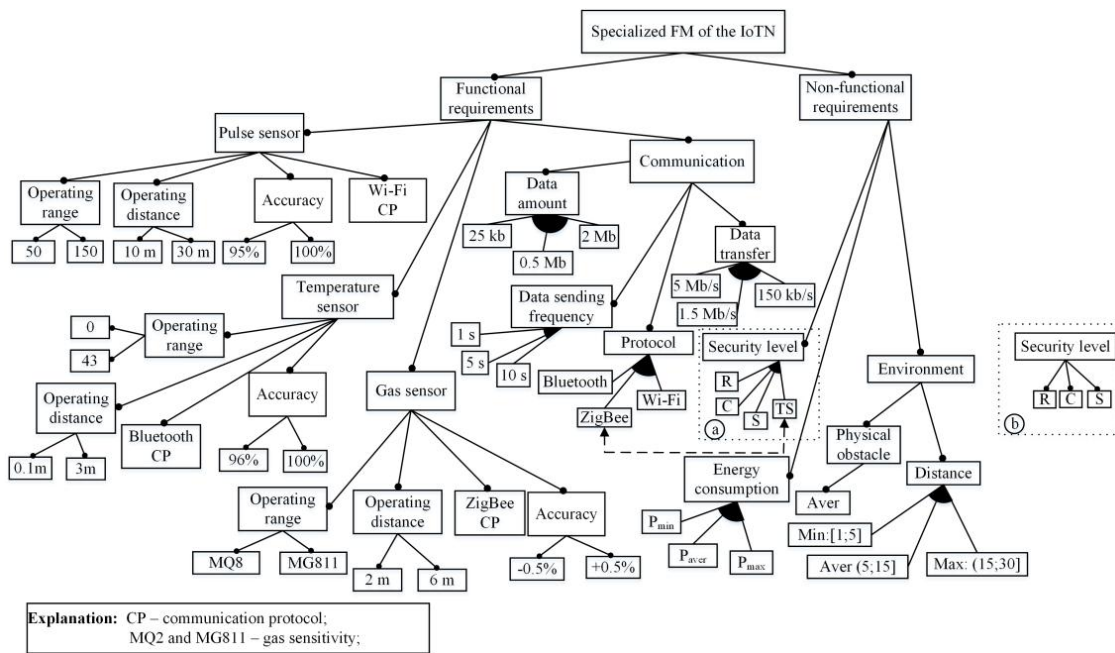 Specialized FM of the IoTN
Functional
requirements
Non-functional
requirements
Pulse sensor
Communication
Operating
range
Operating
distance
Accuracy
Wi-Fi
CP
50
150
10 m
30 m
95%
100%
Data
amount
25 kb
0.5 Mb
2 Mb
Data
transfer
5 Mb/s
1.5 Mb/s
150 kb/s
Temperature
sensor
0
43
Operating
range
Data sending
frequency
1 s
5 s
10 s
Protocol
Bluetooth
ZigBee
Wi-Fi
Security level
R
C
S
TS
a
Security level
R
C
S
b
Environment
Operating
distance
0.1m
3m
Bluetooth
CP
Accuracy
96%
100%
Gas sensor
Physical
obstacle
Aver
Distance
Min:[1;5]
Aver (5;15]
Max: (15;30]
Energy
consumption
Pmin
Paver
Pmax
Operating
range
MQ8
MG811
Operating
distance
2 m
6 m
ZigBee
CP
Accuracy
-0.5%
+0.5%
Explanation: CP – communication protocol;
MQ2 and MG811 – gas sensitivity;